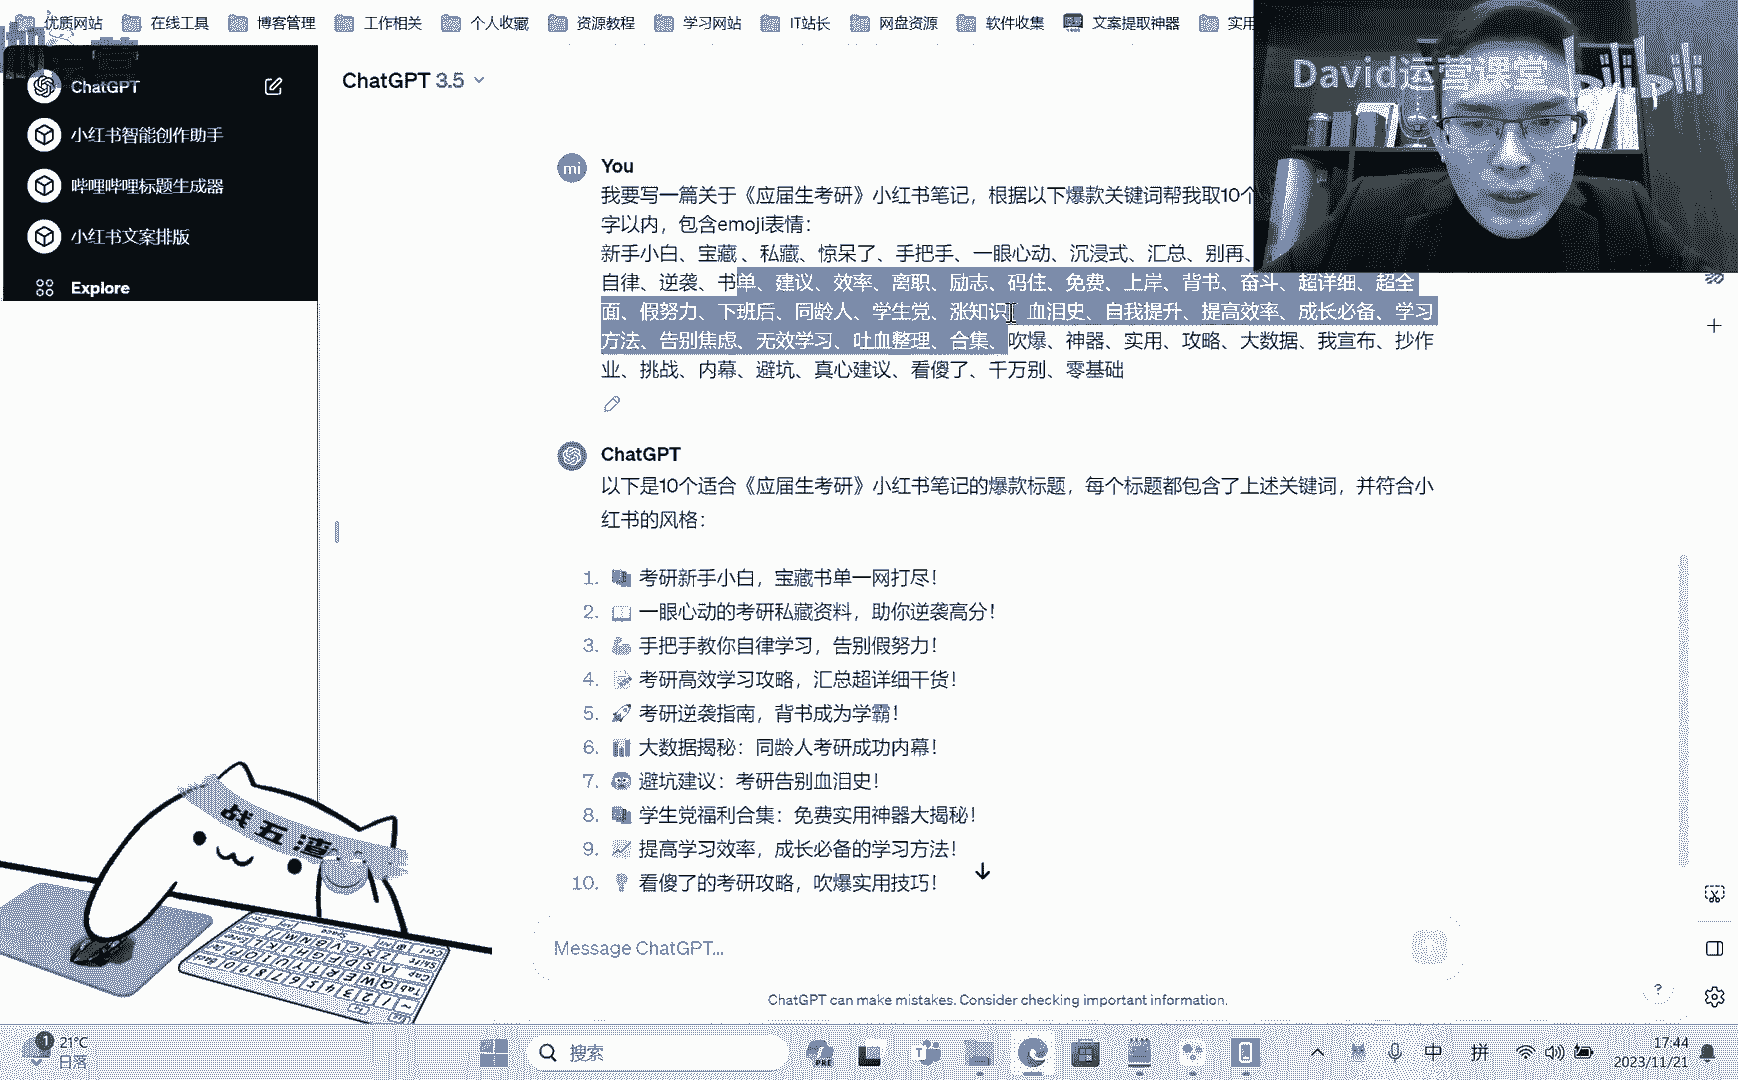 优质网站 在线工具 博客管理 工作相关 个人收藏 资源教程 学习网站 IT站长 网盘资源 软件收集 文案提取神器 实用
David运营课堂
bilibili
ChatGPT
小红书智能创作助手
哔哩哔哩标题生成器
小红书文案排版
Explore
ChatGPT 3.5
mi
You
我要写一篇关于《应届生考研》小红书笔记，根据以下爆款关键词帮我取10个
字以内，包含emoji表情：
新手小白、宝藏 、私藏、惊呆了、手把手、一眼心动、沉浸式、汇总、别再、
自律、逆袭、书单、建议、效率、离职、励志、码住、免费、上岸、背书、奋斗、超详细、超全
面、假努力、下班后、同龄人、学生党、涨知识、血泪史、自我提升、提高效率、成长必备、学习
方法、告别焦虑、无效学习、吐血整理、合集、吹爆、神器、实用、攻略、大数据、我宣布、抄作
业、挑战、内幕、避坑、真心建议、看傻了、千万别、零基础
ChatGPT
以下是10个适合《应届生考研》小红书笔记的爆款标题，每个标题都包含了上述关键词，并符合小
红书的风格：
1. 📚 考研新手小白，宝藏书单一网打尽！
2. 📖 一眼心动的考研私藏资料，助你逆袭高分！
3. 💪 手把手教你自律学习，告别假努力！
4. 📝 考研高效学习攻略，汇总超详细干货！
5. 🚀 考研逆袭指南，背书成为学霸！
6. 📊 大数据揭秘：同龄人考研成功内幕！
7. 😭 避坑建议：考研告别血泪史！
8. 📚 学生党福利合集：免费实用神器大揭秘！
9. 📈 提高学习效率，成长必备的学习方法！
10. 💡 看傻了的考研攻略，吹爆实用技巧！
Message ChatGPT...
ChatGPT can make mistakes. Consider checking important information.
?
战五渣
1
21°C
日落
搜索
PRE
中
拼
17:44
2023/11/21